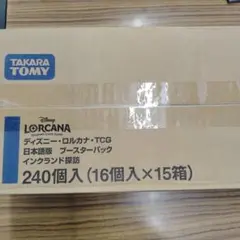 TAKARA
TOMY
Disney
LORCANA
ディズニー・ロルカナ・TCG
日本語版 ブースターパック
インクランド探訪
240個入(16個入×15箱)